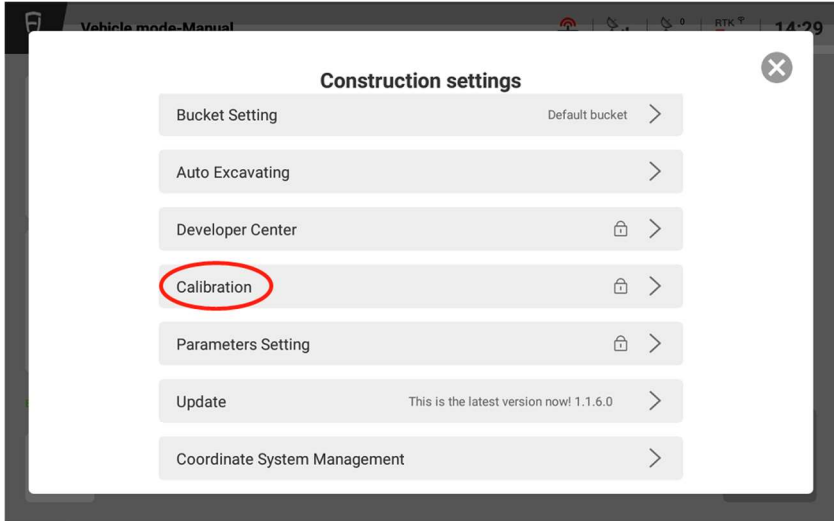 Vehicle mode-Manual
0
RTK
14:29
Construction settings
Bucket Setting
Default bucket
Auto Excavating
Developer Center
Calibration
Parameters Setting
Update
This is the latest version now! 1.1.6.0
Coordinate System Management